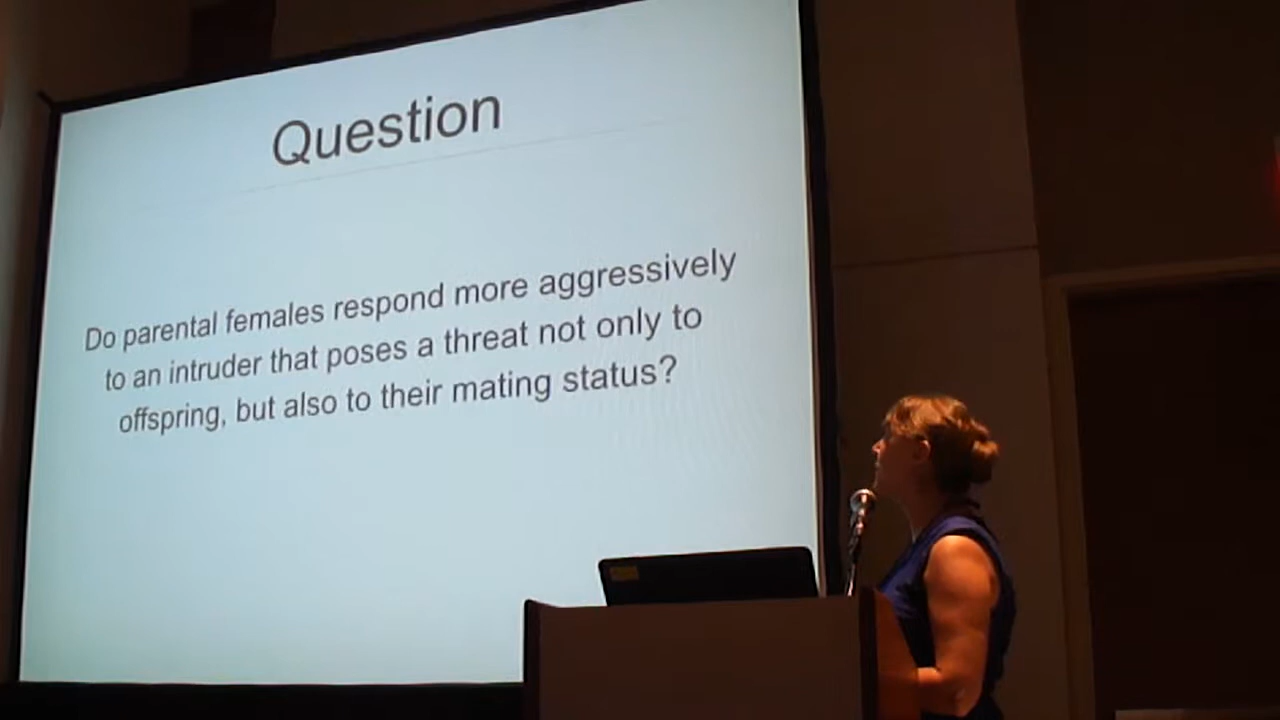 Question
Do parental females respond more aggressively
to an intruder that poses a threat not only to
offspring, but also to their mating status?